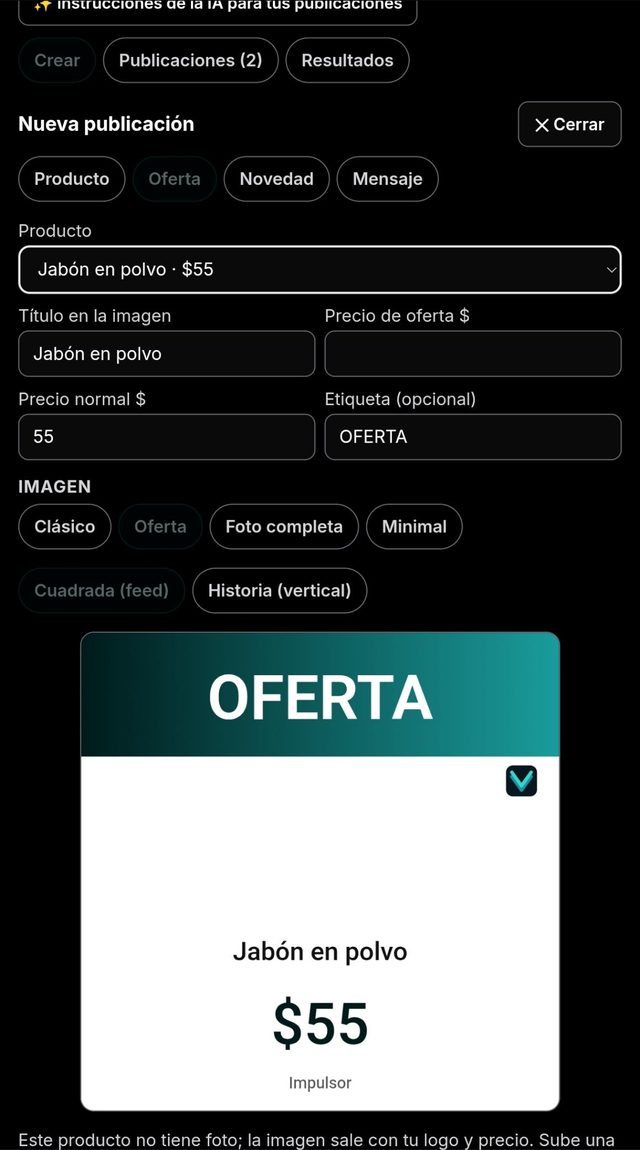 ✨ instrucciones de la IA para tus publicaciones
Crear
Publicaciones (2)
Resultados
Nueva publicación
Cerrar
Producto
Oferta
Novedad
Mensaje
Producto
Jabón en polvo · $55
Título en la imagen
Precio de oferta $
Jabón en polvo
Precio normal $
Etiqueta (opcional)
55
OFERTA
IMAGEN
Clásico
Oferta
Foto completa
Minimal
Cuadrada (feed)
Historia (vertical)
OFERTA
Jabón en polvo
$55
Impulsor
Este producto no tiene foto; la imagen sale con tu logo y precio. Sube una